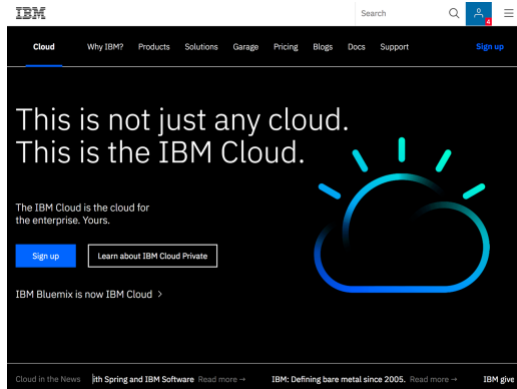 IBM
Search
4
Cloud Why IBM? Products Solutions Garage Pricing Blogs Docs Support Sign up
This is not just any cloud.
This is the IBM Cloud.
The IBM Cloud is the cloud for
the enterprise. Yours.
Sign up Learn about IBM Cloud Private
IBM Bluemix is now IBM Cloud >
Cloud in the News ith Spring and IBM Software Read more → IBM: Defining bare metal since 2005. Read more → IBM give